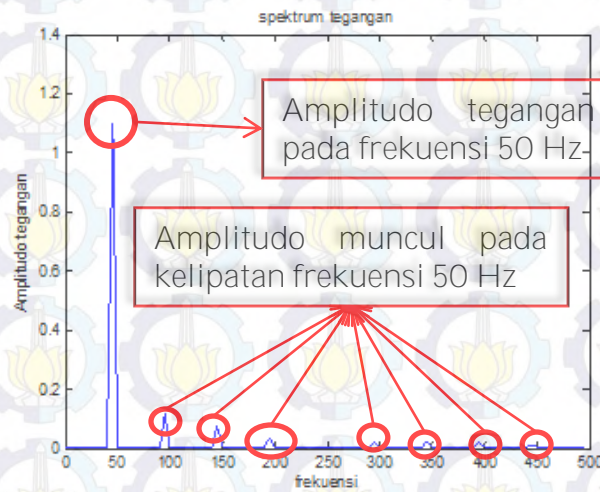 spektrum tegangan
1.4
1.2
1
0.8
0.6
0.4
0.2
0
Amplitudo tegangan
Amplitudo tegangan
pada frekuensi 50 Hz
Amplitudo muncul pada
kelipatan frekuensi 50 Hz
0 50 100 150 200 250 300 350 400 450 500
frekuensi